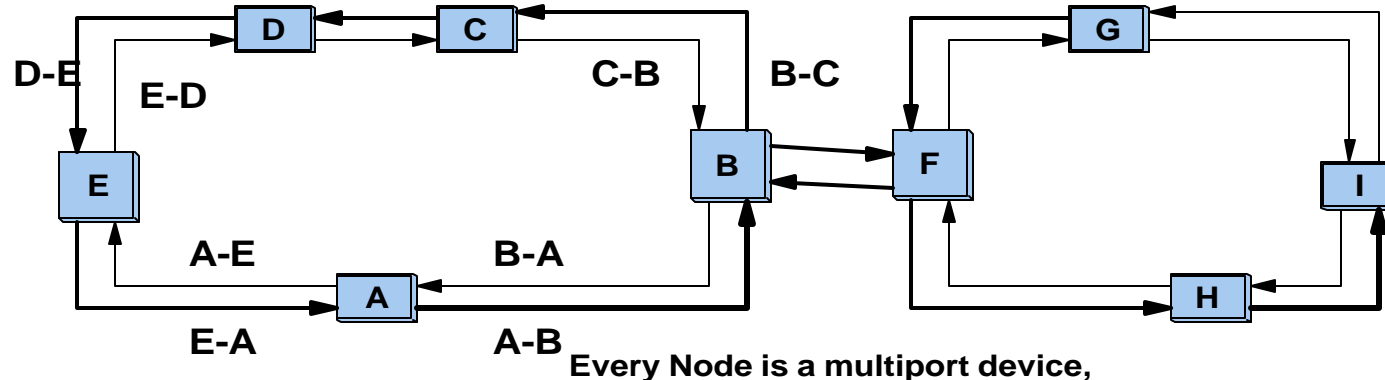 D
C
G
D-E
E-D
C-B
B-C
E
B
F
I
A-E
B-A
A
H
E-A
A-B
Every Node is a multiport device,